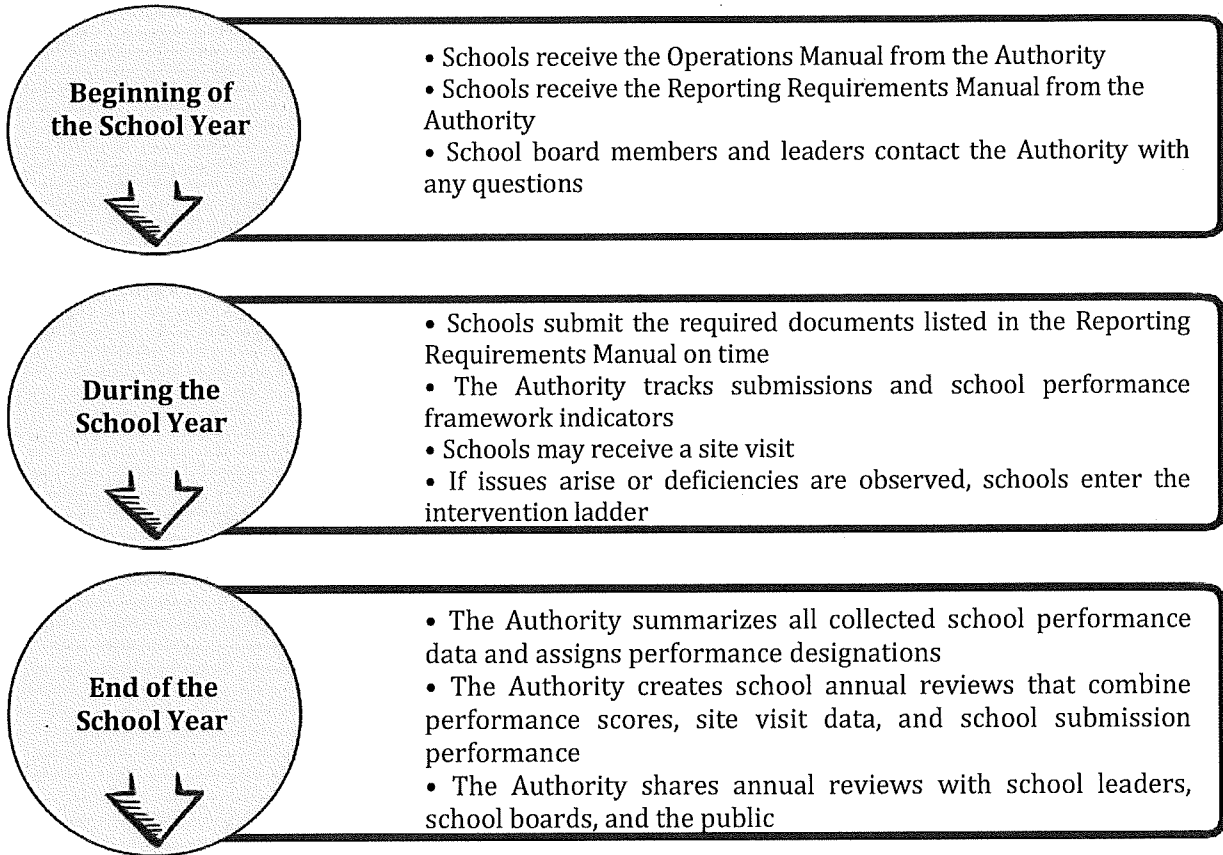 Beginning of
the School Year
• Schools receive the Operations Manual from the Authority
• Schools receive the Reporting Requirements Manual from the
Authority
• School board members and leaders contact the Authority with
any questions
During the
School Year
• Schools submit the required documents listed in the Reporting
Requirements Manual on time
• The Authority tracks submissions and school performance
framework indicators
• Schools may receive a site visit
• If issues arise or deficiencies are observed, schools enter the
intervention ladder
End of the
School Year
• The Authority summarizes all collected school performance
data and assigns performance designations
• The Authority creates school annual reviews that combine
performance scores, site visit data, and school submission
performance
• The Authority shares annual reviews with school leaders,
school boards, and the public